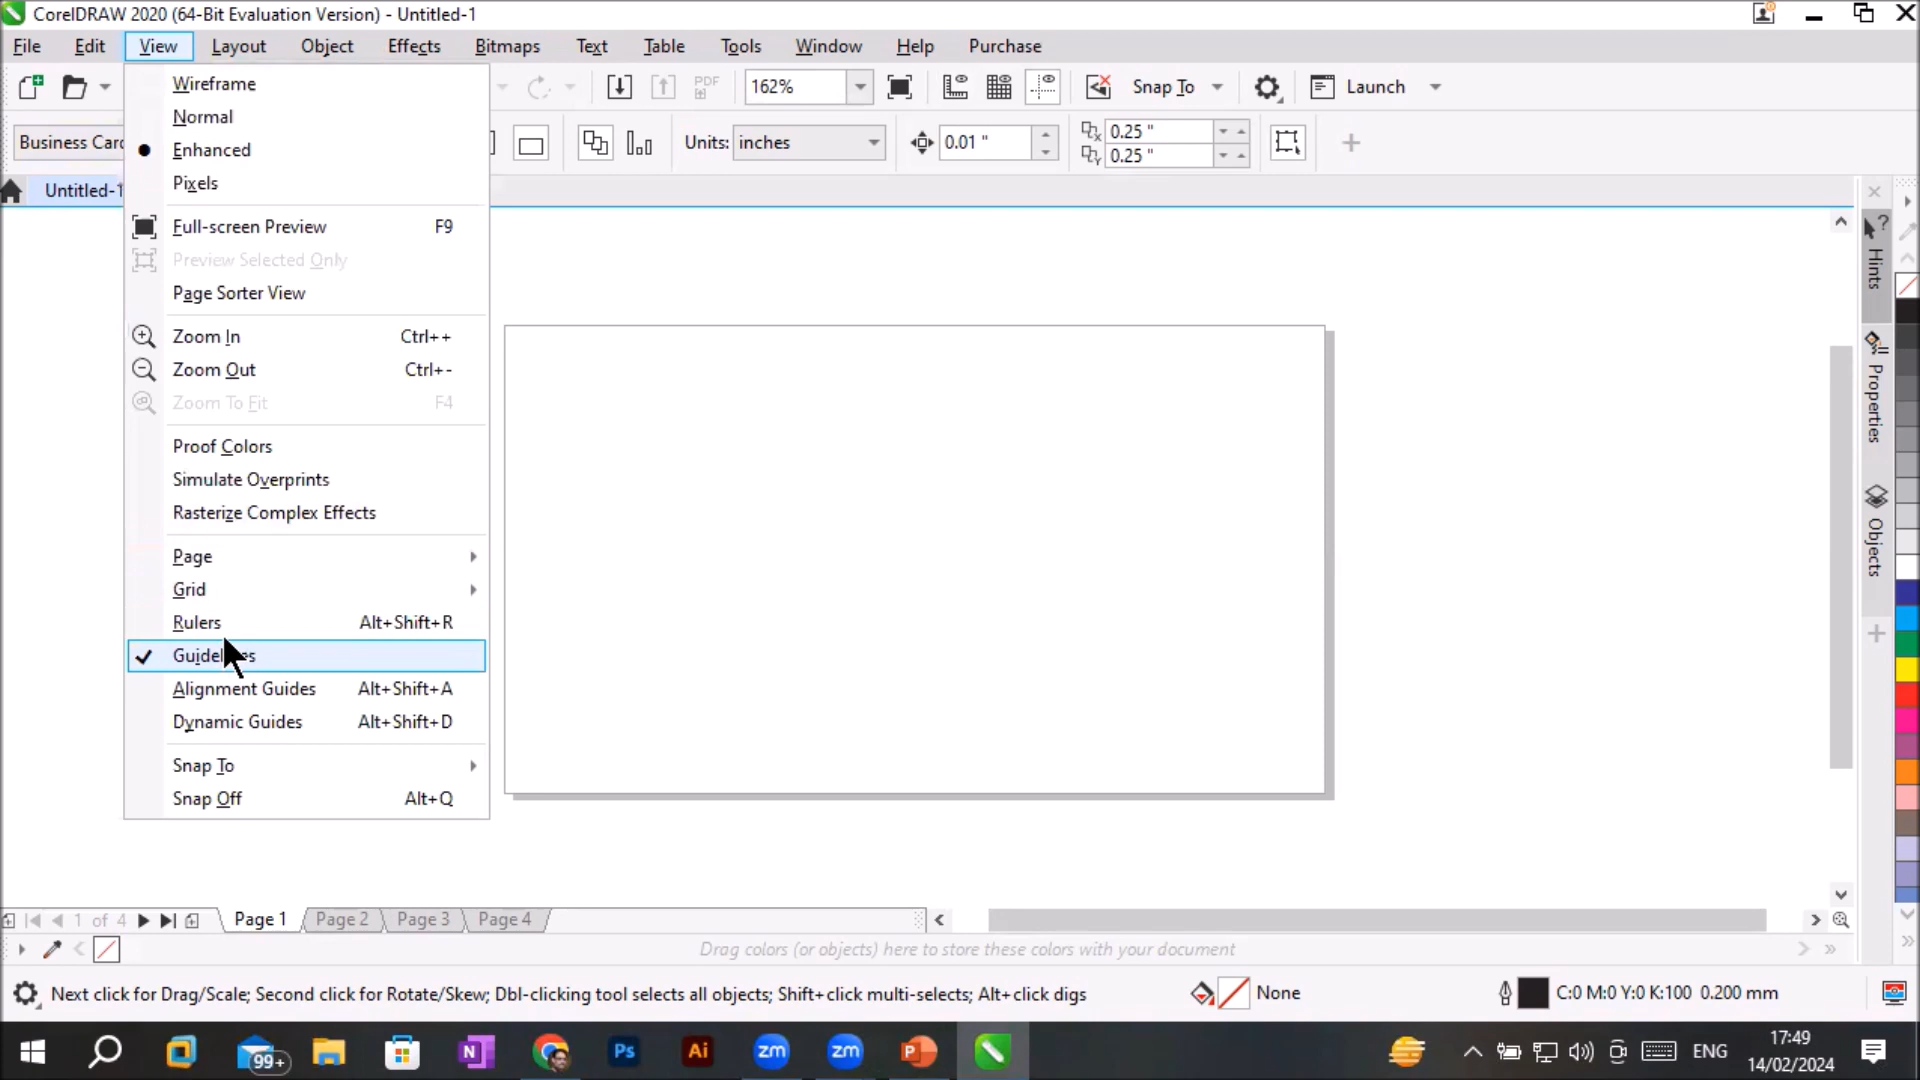 CorelDRAW 2020 (64-Bit Evaluation Version) - Untitled-1
File Edit View Layout Object Effects Bitmaps Text Table Tools Window Help Purchase
PDF 162% Snap To Launch
Business Card Units: inches 0.01 " 0.25 "
0.25 "
Untitled-1
Wireframe
Normal
Enhanced
Pixels
Full-screen Preview F9
Preview Selected Only
Page Sorter View
Zoom In Ctrl++
Zoom Out Ctrl+-
Zoom To Fit F4
Proof Colors
Simulate Overprints
Rasterize Complex Effects
Page
Grid
Rulers Alt+Shift+R
Guidelines
Alignment Guides Alt+Shift+A
Dynamic Guides Alt+Shift+D
Snap To
Snap Off Alt+Q
Hints
Properties
Objects
1 of 4 Page 1 Page 2 Page 3 Page 4
Drag colors (or objects) here to store these colors with your document
Next click for Drag/Scale; Second click for Rotate/Skew; Dbl-clicking tool selects all objects; Shift+click multi-selects; Alt+click digs None C:0 M:0 Y:0 K:100 0.200 mm
99+ N Ps Ai zm zm P ENG 17:49
14/02/2024